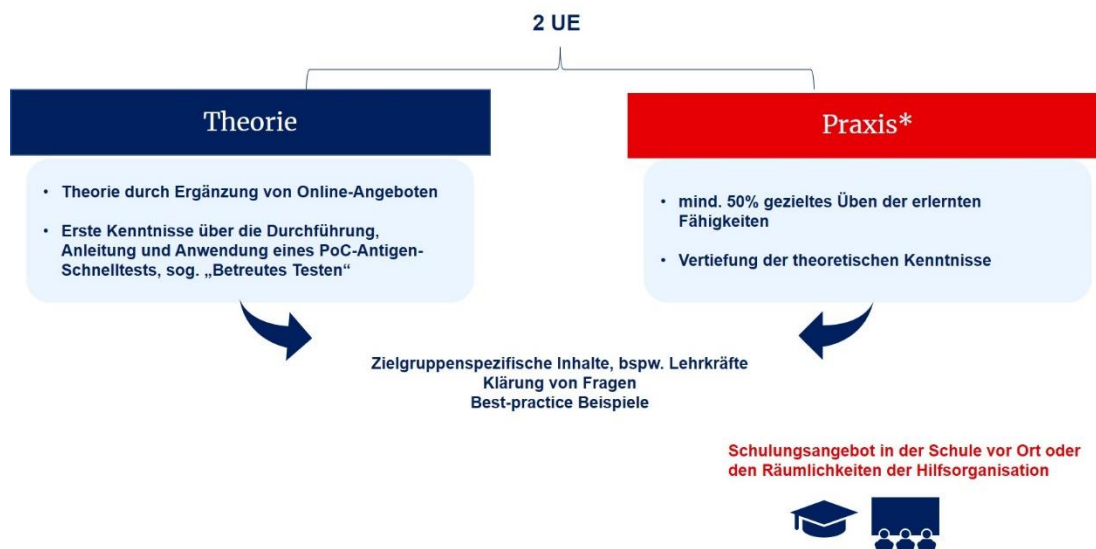 2 UE
Theorie
• Theorie durch Ergänzung von Online-Angeboten
• Erste Kenntnisse über die Durchführung,
Anleitung und Anwendung eines PoC-Antigen-
Schnelltests, sog. „Betreutes Testen“
Praxis*
• mind. 50% gezieltes Üben der erlernten
Fähigkeiten
• Vertiefung der theoretischen Kenntnisse
Zielgruppenspezifische Inhalte, bspw. Lehrkräfte
Klärung von Fragen
Best-practice Beispiele
Schulungsangebot in der Schule vor Ort oder
den Räumlichkeiten der Hilfsorganisation